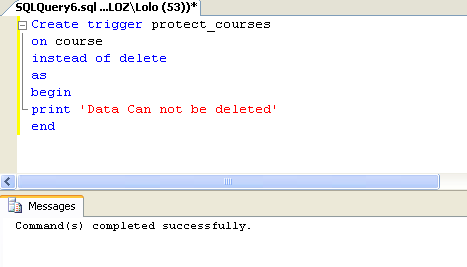 SQLQuery6.sql ...LOZ\Lolo (53))*
Create trigger protect_courses
on course
instead of delete
as
begin
print 'Data Can not be deleted'
end
Messages
Command(s) completed successfully.